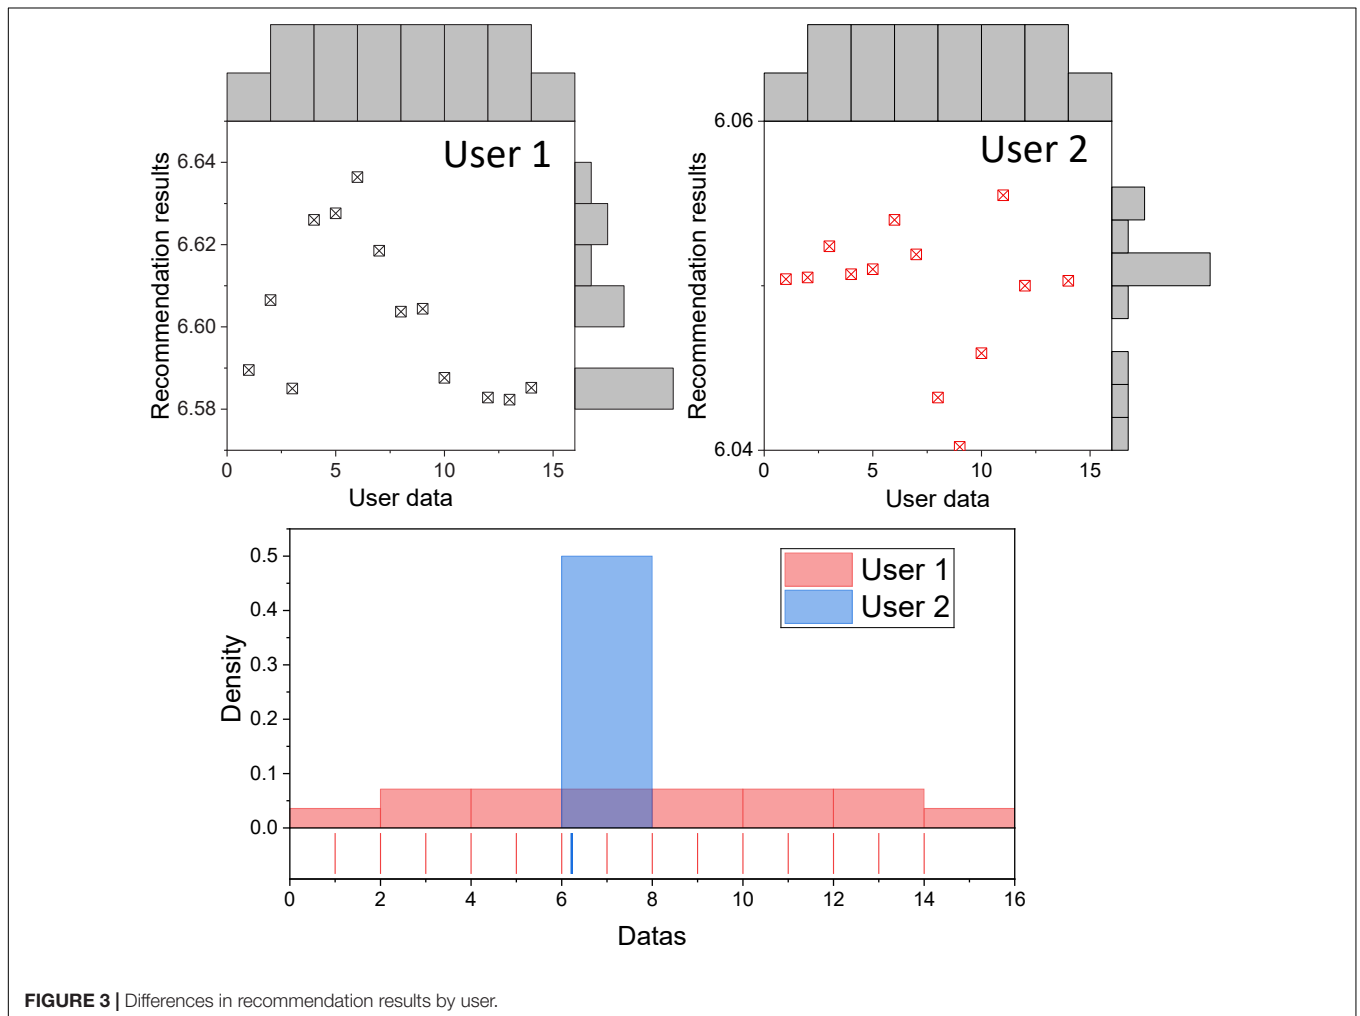 User 1
Recommendation results
6.64
6.62
6.60
6.58
0 5 10 15
User data
User 2
Recommendation results
6.06
6.04
0 5 10 15
User data
User 1
User 2
Density
0.5
0.4
0.3
0.2
0.1
0.0
0 2 4 6 8 10 12 14 16
Datas
FIGURE 3 | Differences in recommendation results by user.